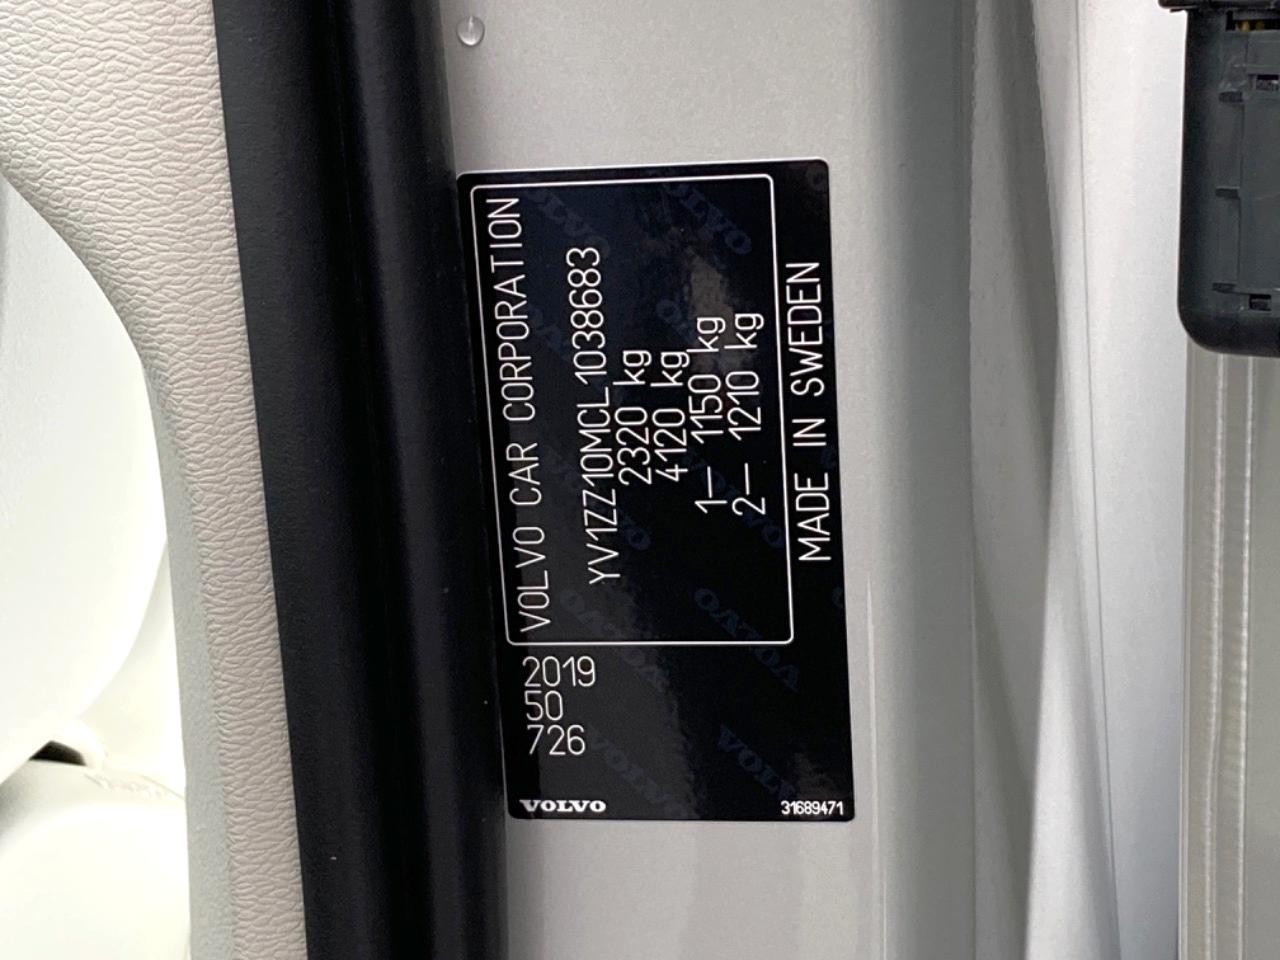 VOLVO CAR CORPORATION
YV1ZZ10MCL1038683
2320 kg
4120 kg
1— 1150 kg
2— 1210 kg
MADE IN SWEDEN
2019
50
726
VOLVO
31689471